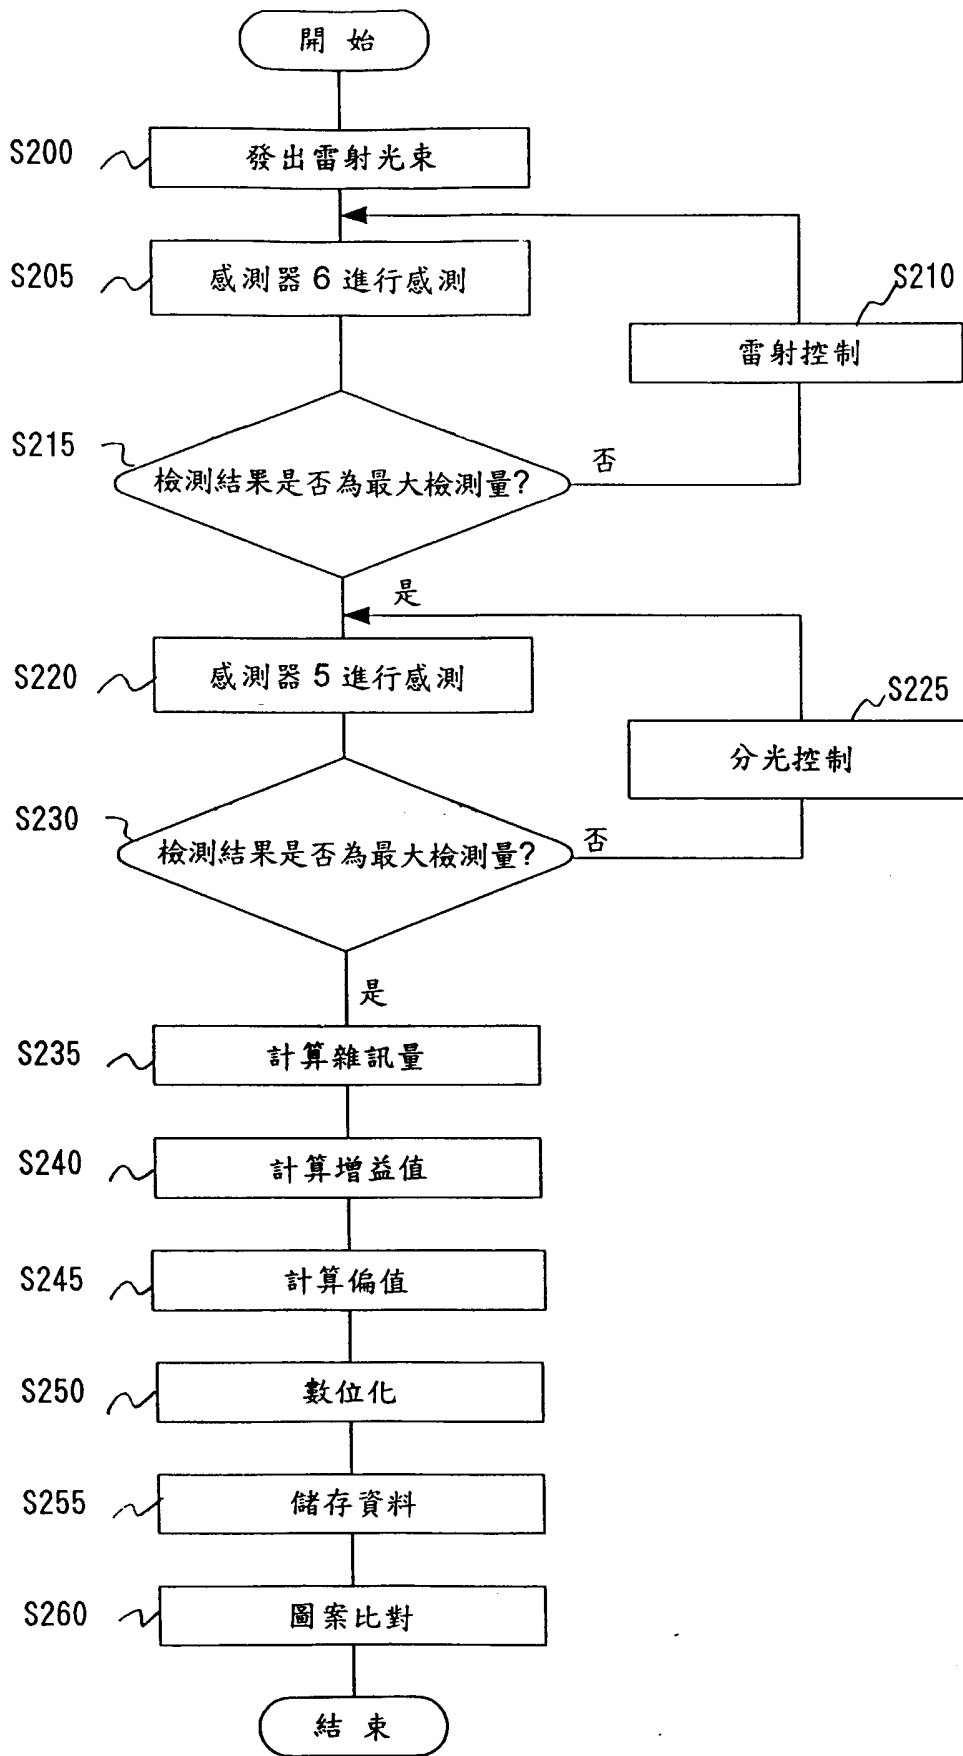 開始
S200
發出雷射光束
S205
感測器6進行感測
S210
雷射控制
S215
檢測結果是否為最大檢測量?
否
是
S220
感測器5進行感測
S225
分光控制
S230
檢測結果是否為最大檢測量?
否
是
S235
計算雜訊量
S240
計算增益值
S245
計算偏值
S250
數位化
S255
儲存資料
S260
圖案比對
結束